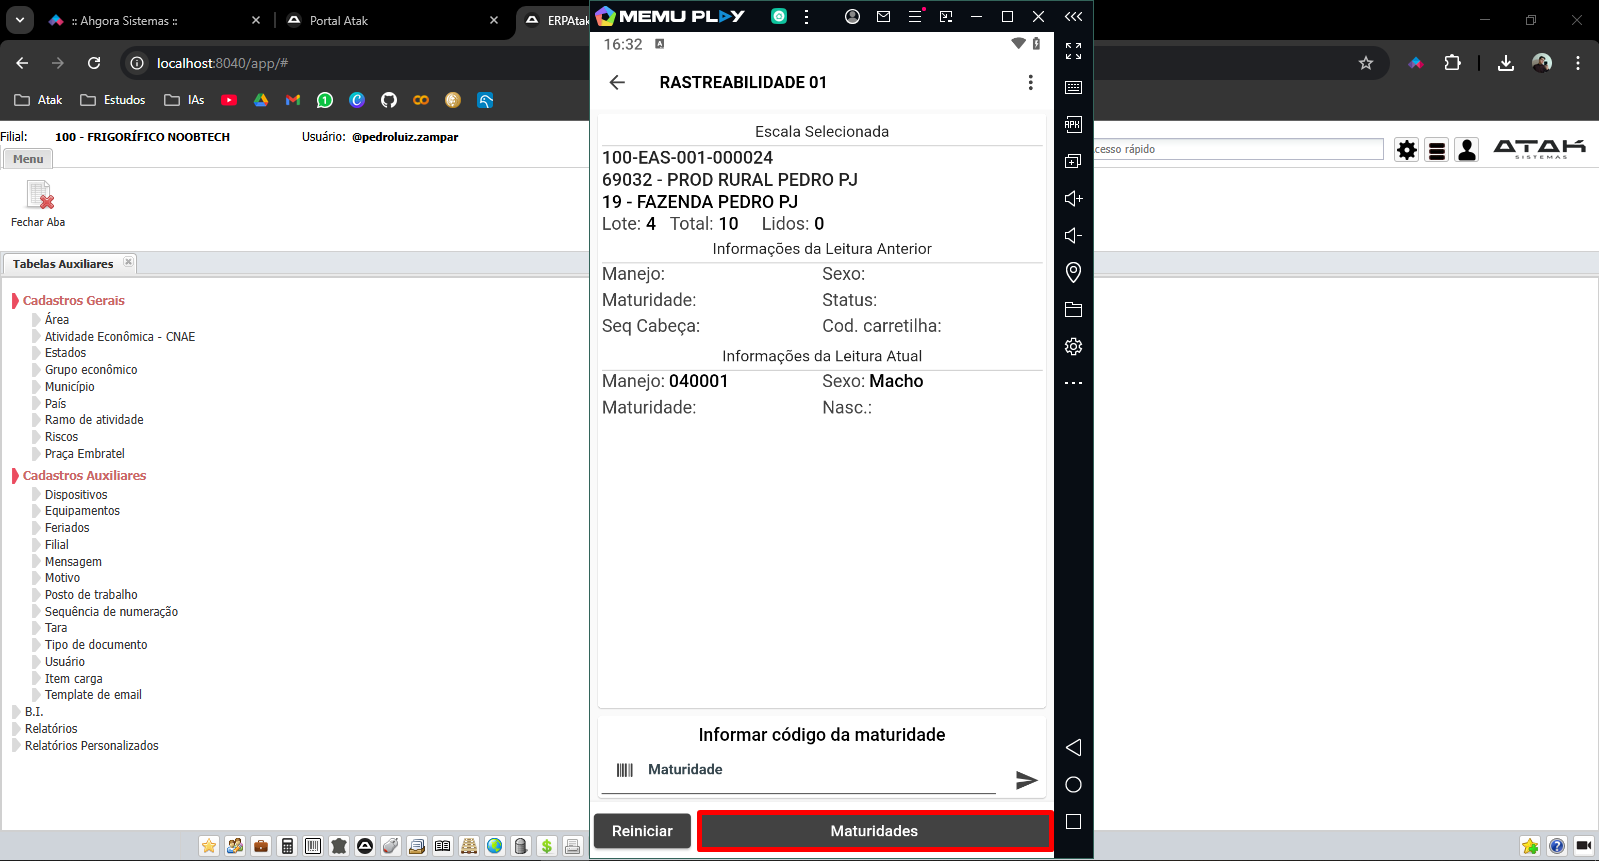 :: Ahgora Sistemas ::
Portal Atak
ERPAtak
localhost:8040/app/#
Atak
Estudos
IAs
Filial: 100 - FRIGORÍFICO NOOBTECH
Usuário: @pedroluiz.zampar
Menu
Fechar Aba
Tabelas Auxiliares
Cadastros Gerais
Área
Atividade Econômica - CNAE
Estados
Grupo econômico
Município
País
Ramo de atividade
Riscos
Praça Embratel
Cadastros Auxiliares
Dispositivos
Equipamentos
Feriados
Filial
Mensagem
Motivo
Posto de trabalho
Sequência de numeração
Tara
Tipo de documento
Usuário
Item carga
Template de email
B.I.
Relatórios
Relatórios Personalizados
MEMU PLAY
16:32
RASTREABILIDADE 01
Escala Selecionada
100-EAS-001-000024
69032 - PROD RURAL PEDRO PJ
19 - FAZENDA PEDRO PJ
Lote: 4 Total: 10 Lidos: 0
Informações da Leitura Anterior
Manejo: Sexo:
Maturidade: Status:
Seq Cabeça: Cod. carretilha:
Informações da Leitura Atual
Manejo: 040001 Sexo: Macho
Maturidade: Nasc.:
Informar código da maturidade
Maturidade
Reiniciar
Maturidades
APK
cesso rápido
ATAK
SISTEMAS